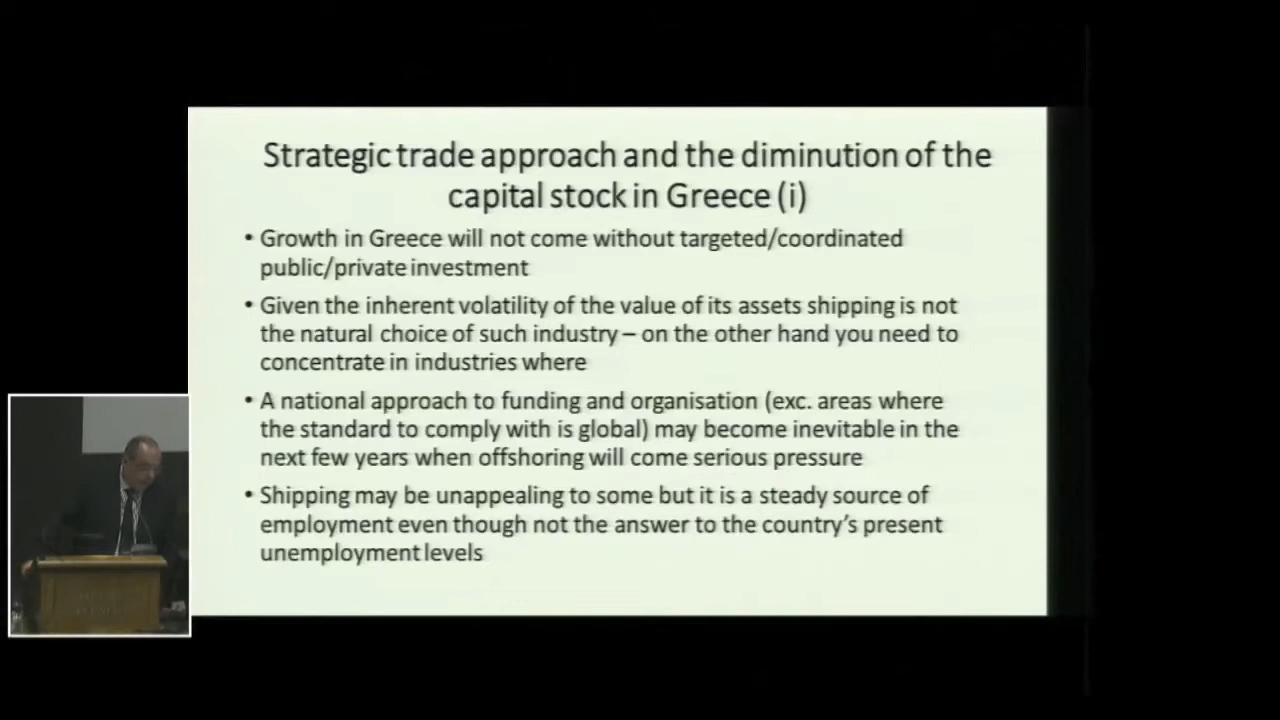 Strategic trade approach and the diminution of the
capital stock in Greece (i)
• Growth in Greece will not come without targeted/coordinated
public/private investment
• Given the inherent volatility of the value of its assets shipping is not
the natural choice of such industry – on the other hand you need to
concentrate in industries where
• A national approach to funding and organisation (exc. areas where
the standard to comply with is global) may become inevitable in the
next few years when offshoring will come serious pressure
• Shipping may be unappealing to some but it is a steady source of
employment even though not the answer to the country's present
unemployment levels